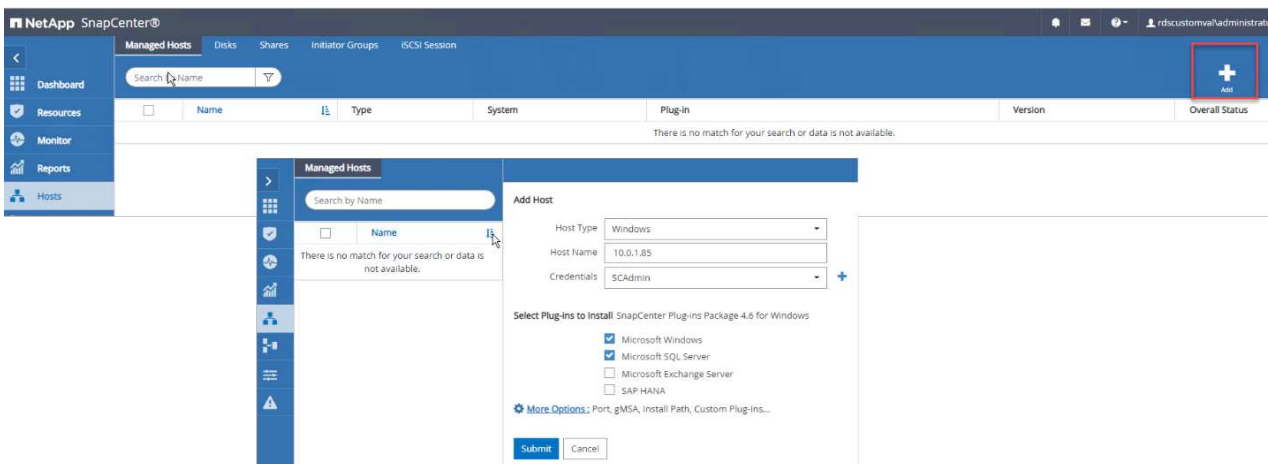 NetApp SnapCenter®
rdscustomval\administrato
Managed Hosts Disks Shares Initiator Groups iSCSI Session
Search by Name
Add
Dashboard
Resources
Monitor
Reports
Hosts
Name Type System Plug-in Version Overall Status
There is no match for your search or data is not available.
Managed Hosts
Search by Name
Name
There is no match for your search or data is
not available.
Add Host
Host Type Windows
Host Name 10.0.1.85
Credentials SCAdmin
Select Plug-ins to Install SnapCenter Plug-ins Package 4.6 for Windows
Microsoft Windows
Microsoft SQL Server
Microsoft Exchange Server
SAP HANA
More Options : Port, gMSA, Install Path, Custom Plug-Ins...
Submit Cancel